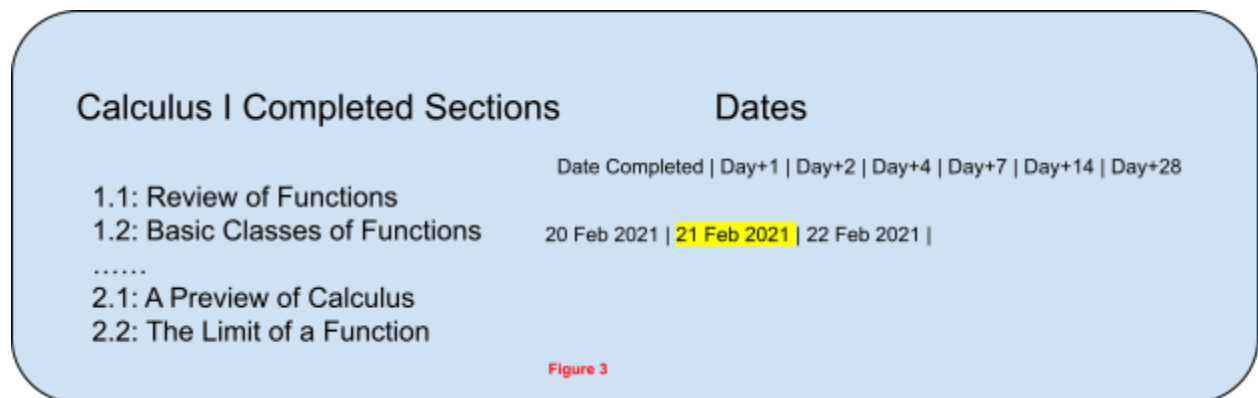 Calculus I Completed Sections Dates
Date Completed | Day+1 | Day+2 | Day+4 | Day+7 | Day+14 | Day+28
1.1: Review of Functions
1.2: Basic Classes of Functions 20 Feb 2021 | 21 Feb 2021 | 22 Feb 2021 |
......
2.1: A Preview of Calculus
2.2: The Limit of a Function
Figure 3